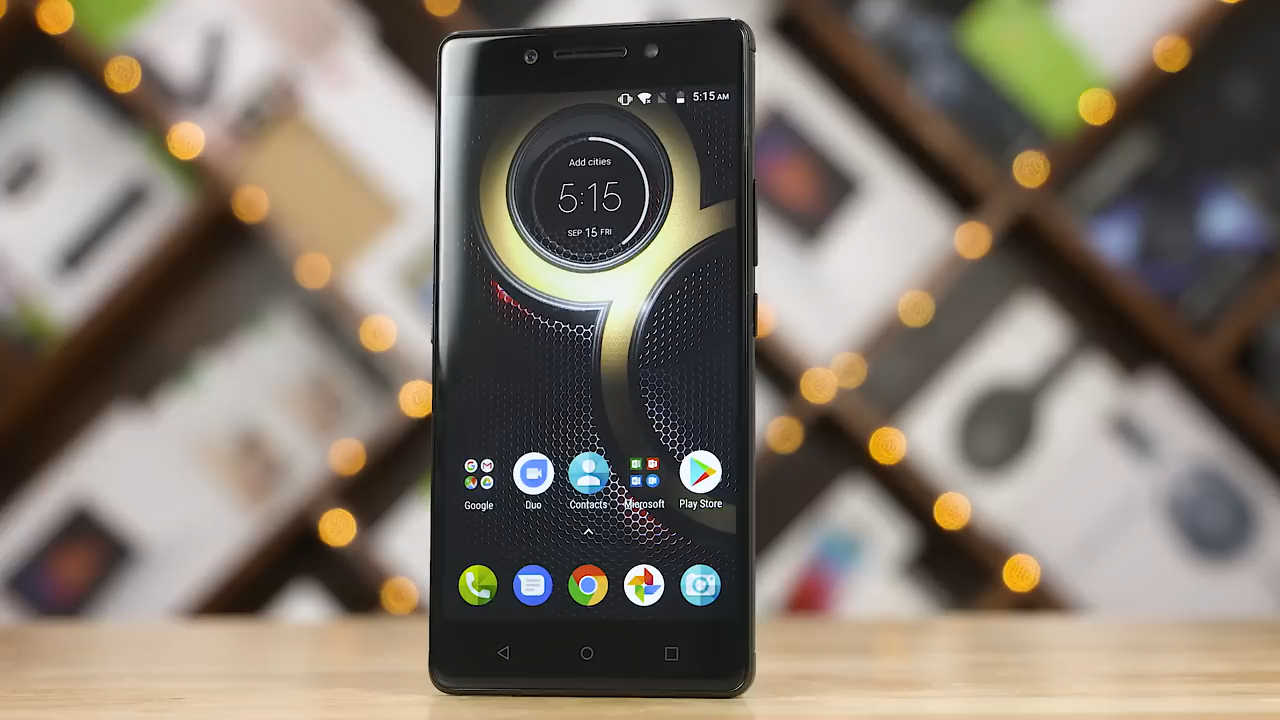 5:15 AM
Add cities
5:15
SEP 15 FRI
Google
Duo
Contacts
Microsoft
Play Store